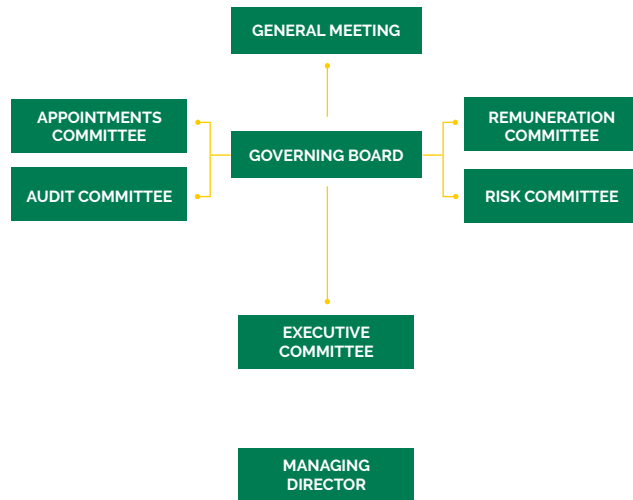 GENERAL MEETING
APPOINTMENTS
COMMITTEE
REMUNERATION
COMMITTEE
GOVERNING BOARD
AUDIT COMMITTEE
RISK COMMITTEE
EXECUTIVE
COMMITTEE
MANAGING
DIRECTOR